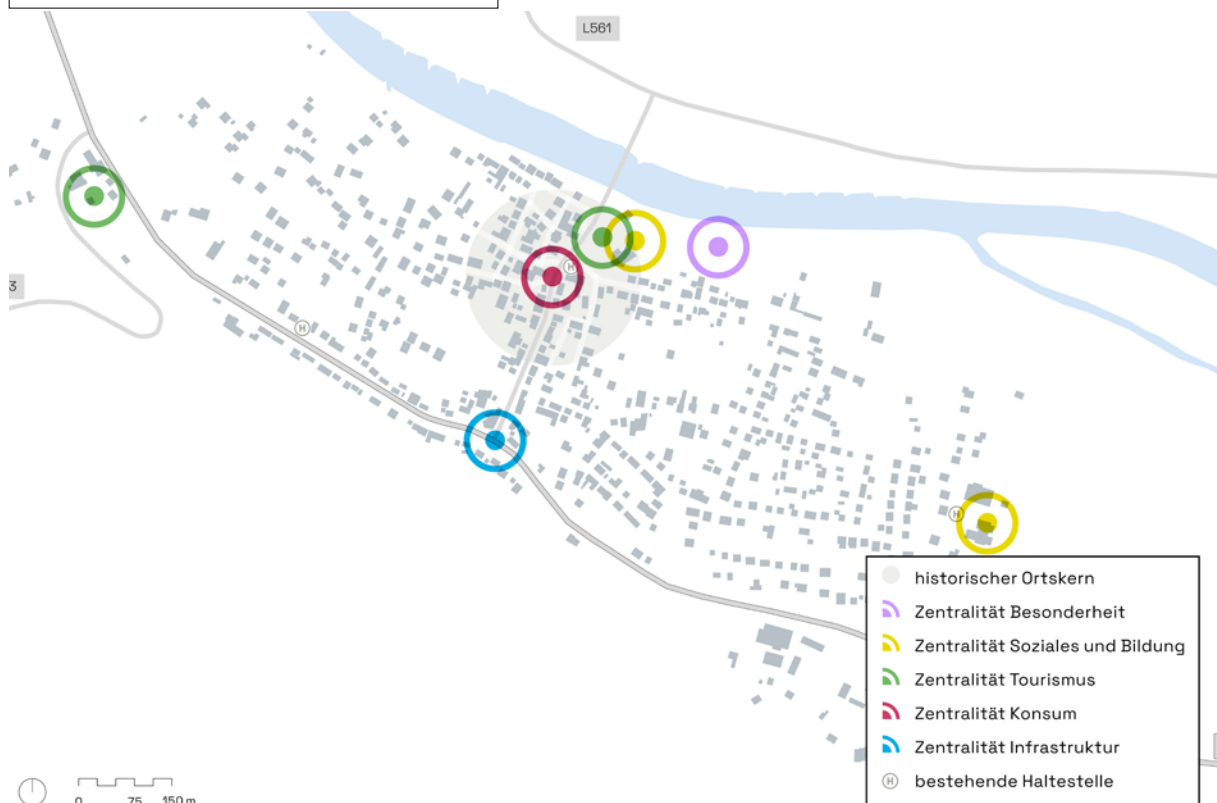 L561
3
H
H
H
historischer Ortskern
Zentralität Besonderheit
Zentralität Soziales und Bildung
Zentralität Tourismus
Zentralität Konsum
Zentralität Infrastruktur
H bestehende Haltestelle
0 75 150 m